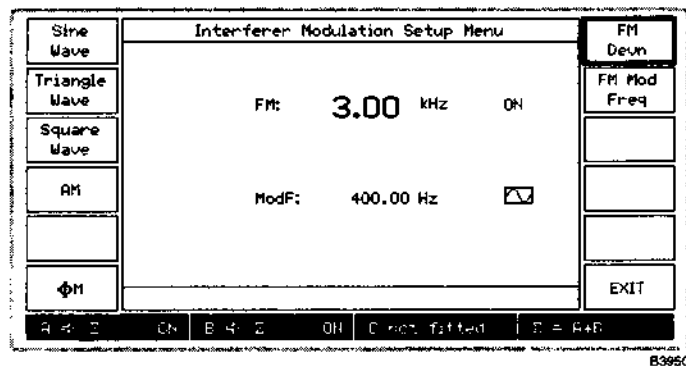 Interferer Modulation Setup Menu
Sine
Wave
Triangle
Wave
Square
Wave
AM
ΦM
FM: 3.00 kHz ON
ModF: 400.00 Hz
FM
Devn
FM Mod
Freq
EXIT
ON B
ON C not fitted
= A+B
B3950